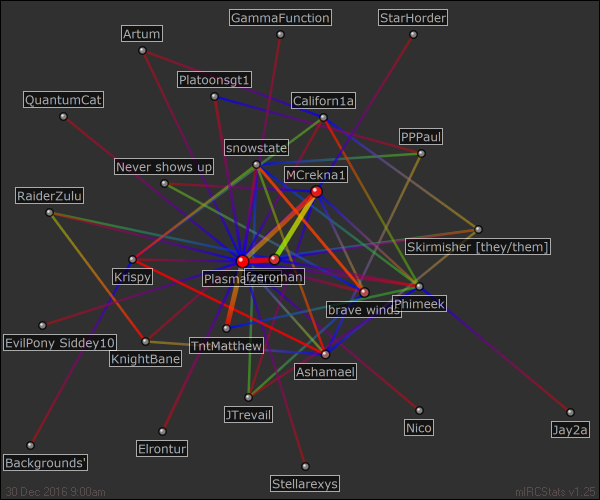 GammaFunction
StarHorder
Artum
Platoonsgt1
QuantumCat
Californ1a
PPPaul
snowstate
Never shows up
MCrekna1
RaiderZulu
Skirmisher [they/them]
Krispy
Plasma
fzeroman
brave winds
Phimeek
EvilPony Siddey10
TntMatthew
KnightBane
Ashamael
JTrevail
Nico
Jay2a
Elrontur
Backgrounds'
Stellarexys
30 Dec 2016 9:00am
mIRCStats v1.25